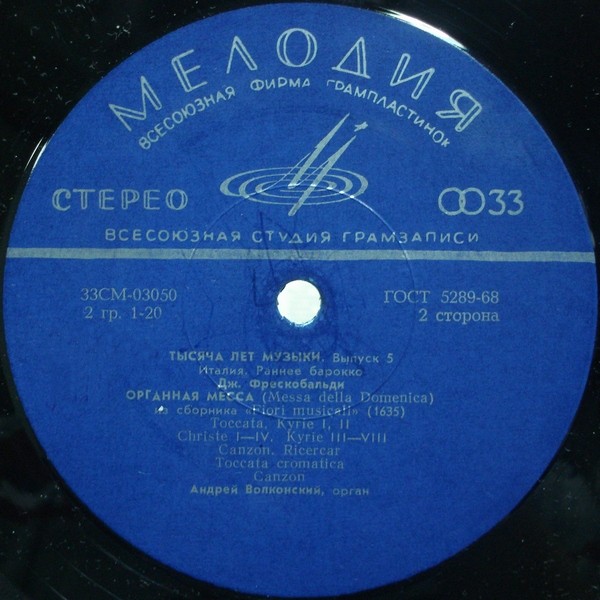 МЕЛОДИЯ
ВСЕСОЮЗНАЯ ФИРМА ГРАМПЛАСТИНОК
СТЕРЕО
33
ВСЕСОЮЗНАЯ СТУДИЯ ГРАМЗАПИСИ
33СМ-03050
ГОСТ 5289-68
2 гр. 1-20
2 сторона
ТЫСЯЧА ЛЕТ МУЗЫКИ. Выпуск 5
Италия. Раннее барокко
Дж. Фрескобальди
ОРГАННАЯ МЕССА (Messa della Domenica)
из сборника «Fiori musicali» (1635)
Toccata, Kyrie I, II
Christe I—IV. Kyrie III—VIII
Canzon, Ricercar
Toccata cromatica
Canzon
Андрей Волконский, орган